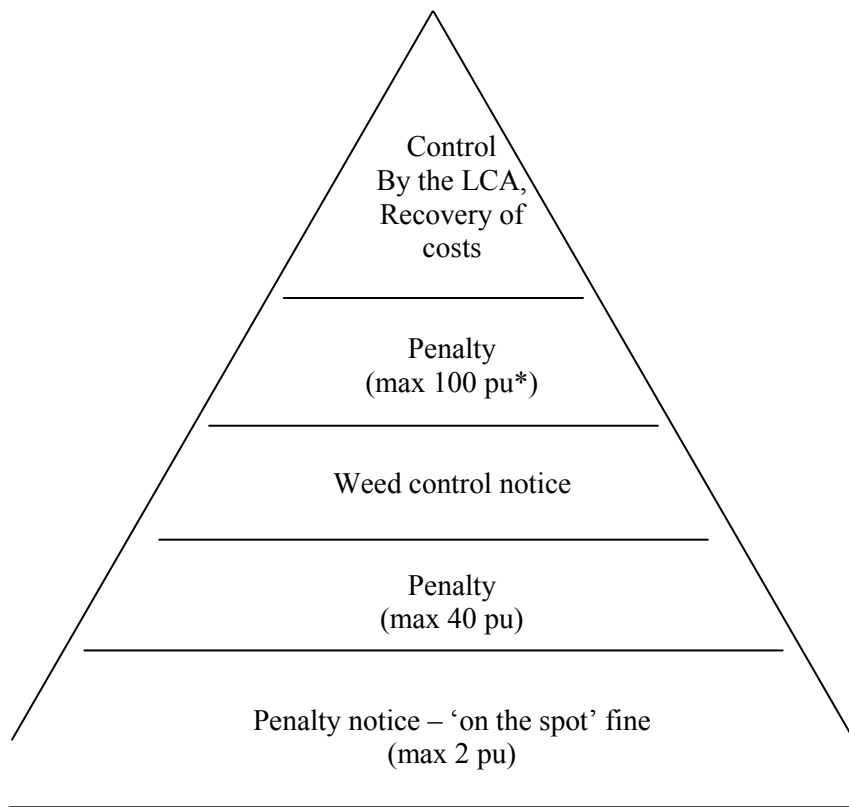 Control
By the LCA,
Recovery of
costs
Penalty
(max 100 pu*)
Weed control notice
Penalty
(max 40 pu)
Penalty notice – ‘on the spot’ fine
(max 2 pu)